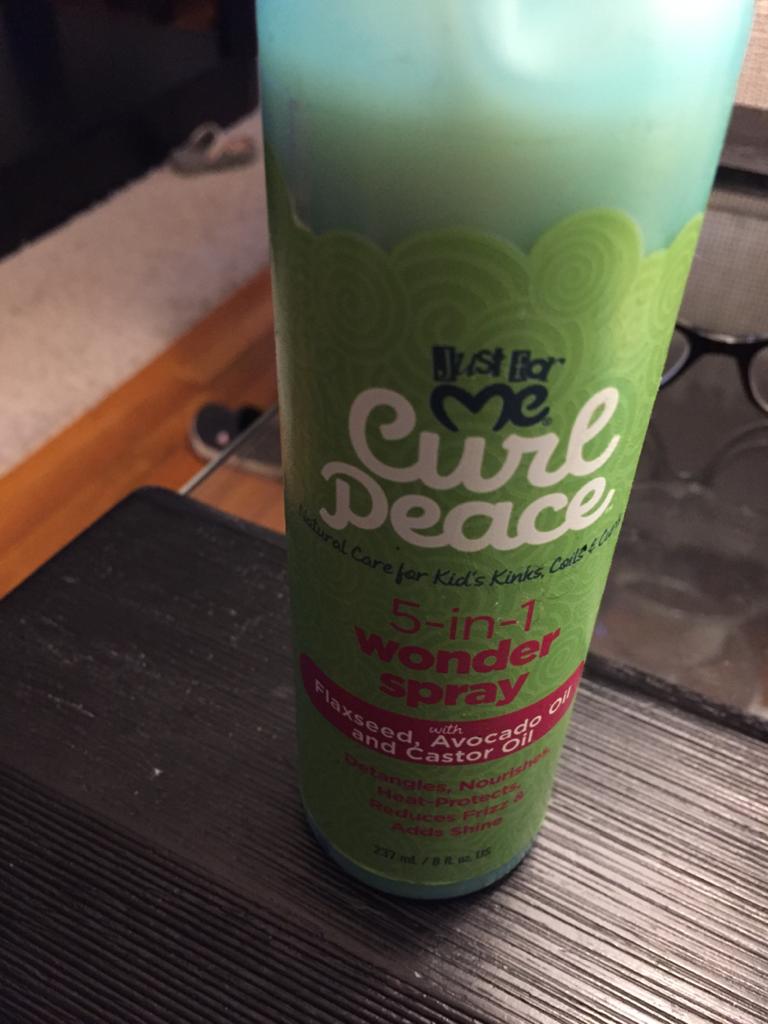 Just For
Me
Curl
Peace
Natural Care for Kid's Kinks, Coils &
5-in-1
wonder
spray
with
Flaxseed, Avocado Oil
and Castor Oil
Detangles, Nourishes,
Heat-Protects,
Reduces Frizz &
Adds Shine
237 ml / 8 fl oz. US